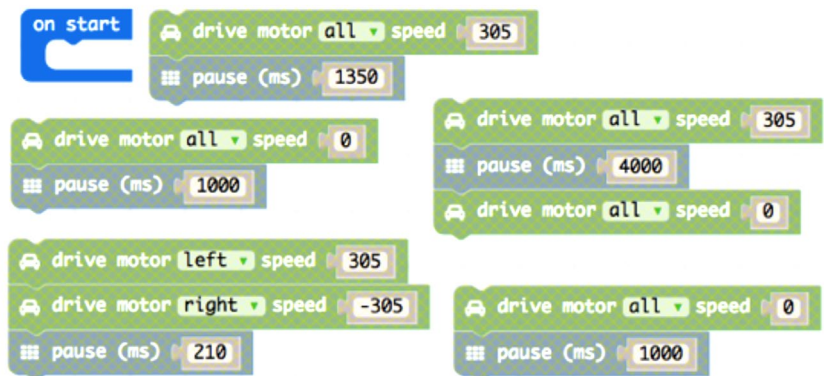 on start
drive motor all speed 305
pause (ms) 1350
drive motor all speed 0
pause (ms) 1000
drive motor all speed 305
pause (ms) 4000
drive motor all speed 0
drive motor left speed 305
drive motor right speed -305
pause (ms) 210
drive motor all speed 0
pause (ms) 1000